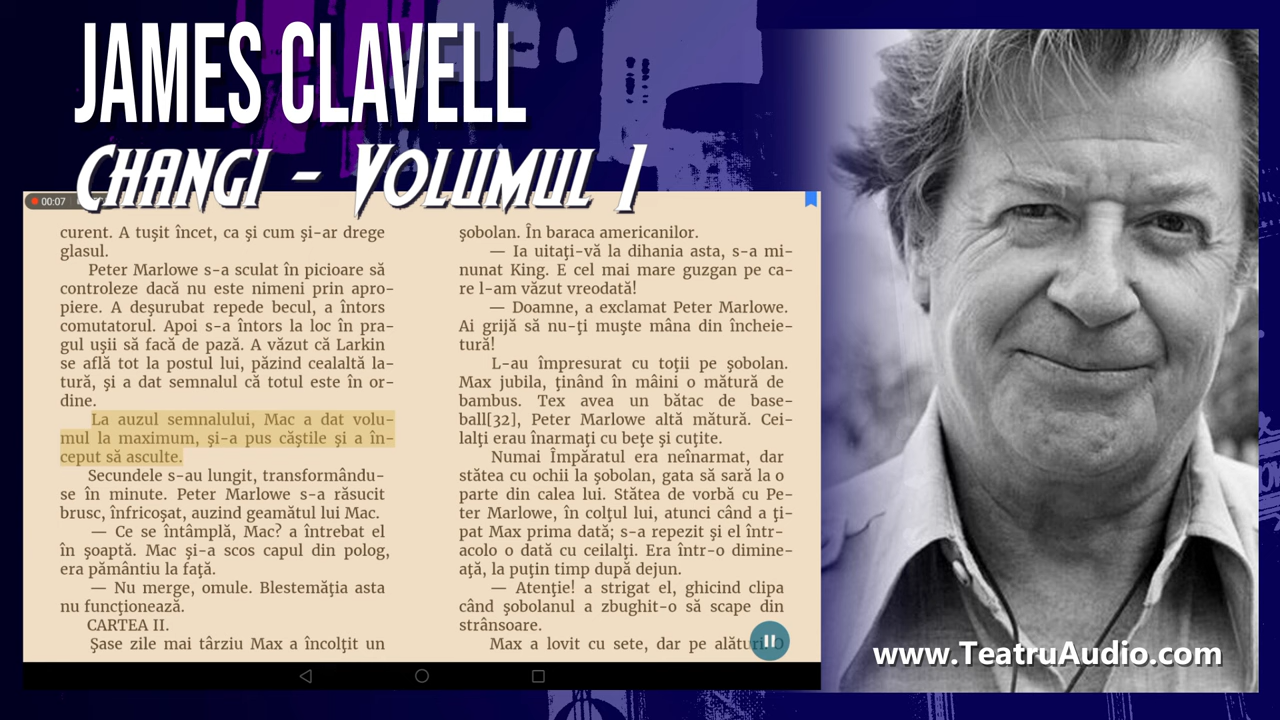 JAMES CLAVELL
CHANGI - VOLUMUL I
00:07
curent. A tuşit încet, ca şi cum şi-ar drege
glasul.
Peter Marlowe s-a sculat în picioare să
controleze dacă nu este nimeni prin apro-
piere. A deşurubat repede becul, a întors
comutatorul. Apoi s-a întors la loc în pra-
gul uşii să facă de pază. A văzut că Larkin
se află tot la postul lui, păzind cealaltă la-
tură, şi a dat semnalul că totul este în or-
dine.
La auzul semnalului, Mac a dat volu-
mul la maximum, şi-a pus căştile şi a în-
ceput să asculte.
Secundele s-au lungit, transformându-
se în minute. Peter Marlowe s-a răsucit
brusc, înfricoşat, auzind geamătul lui Mac.
— Ce se întâmplă, Mac? a întrebat el
în şoaptă. Mac şi-a scos capul din polog,
era pământiu la faţă.
— Nu merge, omule. Blestemăţia asta
nu funcţionează.
CARTEA II.
Şase zile mai târziu Max a încolţit un
şobolan. În baraca americanilor.
— Ia uitaţi-vă la dihania asta, s-a mi-
nunat King. E cel mai mare guzgan pe ca-
re l-am văzut vreodată!
— Doamne, a exclamat Peter Marlowe.
Ai grijă să nu-ţi muşte mâna din încheie-
tură!
L-au împresurat cu toţii pe şobolan.
Max jubila, ţinând în mâini o mătură de
bambus. Tex avea un bătac de base-
ball[32], Peter Marlowe altă mătură. Cei-
lalţi erau înarmaţi cu beţe şi cuţite.
Numai Împăratul era neînarmat, dar
stătea cu ochii la şobolan, gata să sară la o
parte din calea lui. Stătea de vorbă cu Pe-
ter Marlowe, în colţul lui, atunci când a ţi-
pat Max prima dată; s-a repezit şi el într-
acolo o dată cu ceilalţi. Era într-o dimine-
aţă, la puţin timp după dejun.
— Atenţie! a strigat el, ghicind clipa
când şobolanul a zbughit-o să scape din
strânsoare.
Max a lovit cu sete, dar pe alături. O
www.TeatruAudio.com